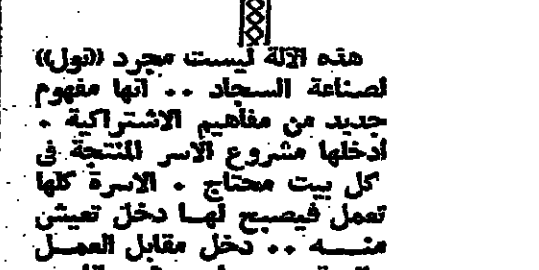 هذه الآلة ليست مجرد ((نول))
لصناعة السجاد .. انها مفهوم
جديد من مفاهيم الاشتراكية .
أدخلها مشروع الاسر المنتجة فى
كل بيت محتاج . الاسرة كلها
تعمل فيصبح لها دخل تعيش
منه .. دخل مقابل العمل